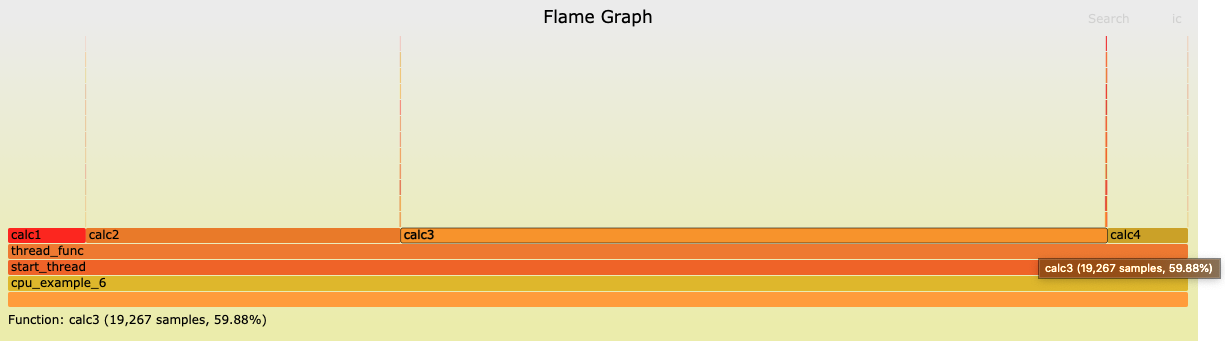 Flame Graph
Search ic
calc1 calc2 calc3 calc4
thread_func
start_thread
calc3 (19,267 samples, 59.88%)
cpu_example_6
Function: calc3 (19,267 samples, 59.88%)